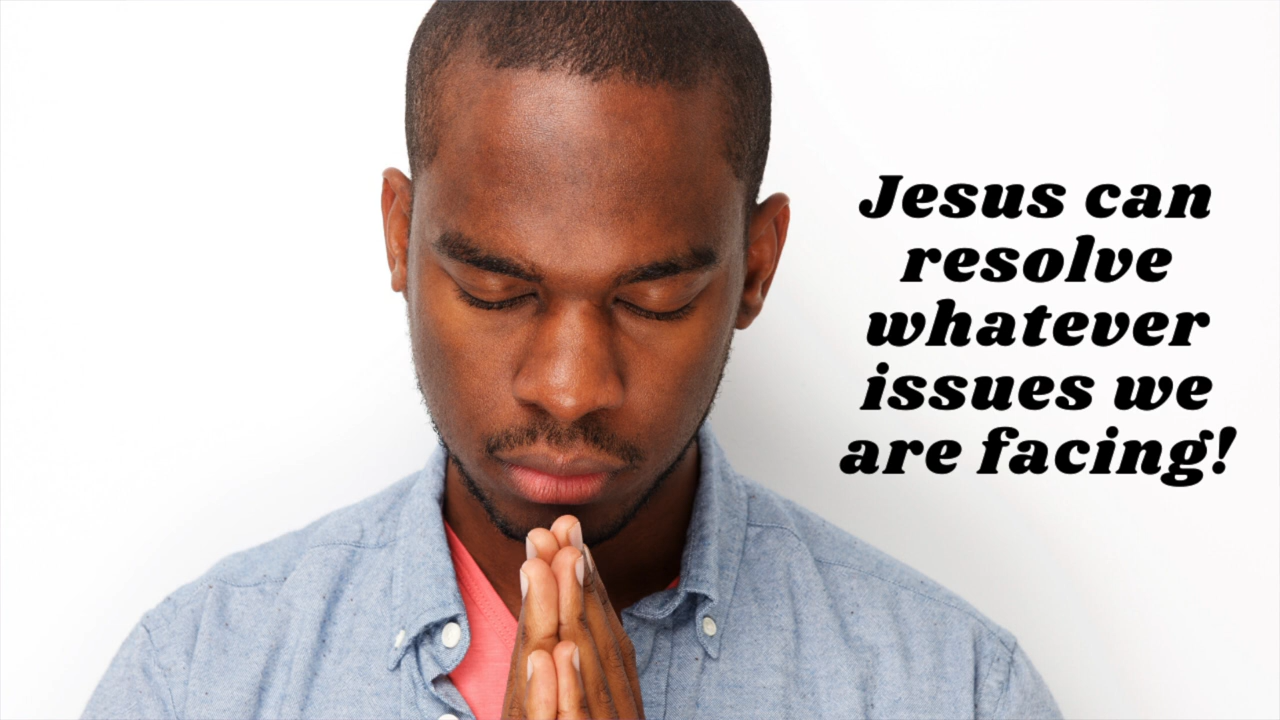 Jesus can
resolve
whatever
issues we
are facing!